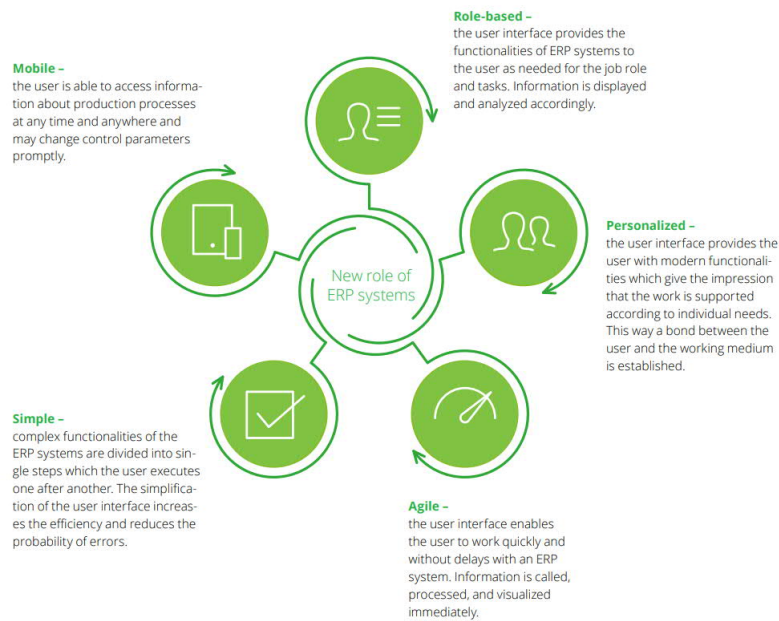 Role-based –
the user interface provides the
functionalities of ERP systems to
the user as needed for the job role
and tasks. Information is displayed
and analyzed accordingly.
Mobile –
the user is able to access informa-
tion about production processes
at any time and anywhere and
may change control parameters
promptly.
Personalized –
the user interface provides the
user with modern functionali-
ties which give the impression
that the work is supported
according to individual needs.
This way a bond between the
user and the working medium
is established.
New role of
ERP systems
Simple –
complex functionalities of the
ERP systems are divided into sin-
gle steps which the user executes
one after another. The simplifica-
tion of the user interface increas-
es the efficiency and reduces the
probability of errors.
Agile –
the user interface enables
the user to work quickly and
without delays with an ERP
system. Information is called,
processed, and visualized
immediately.